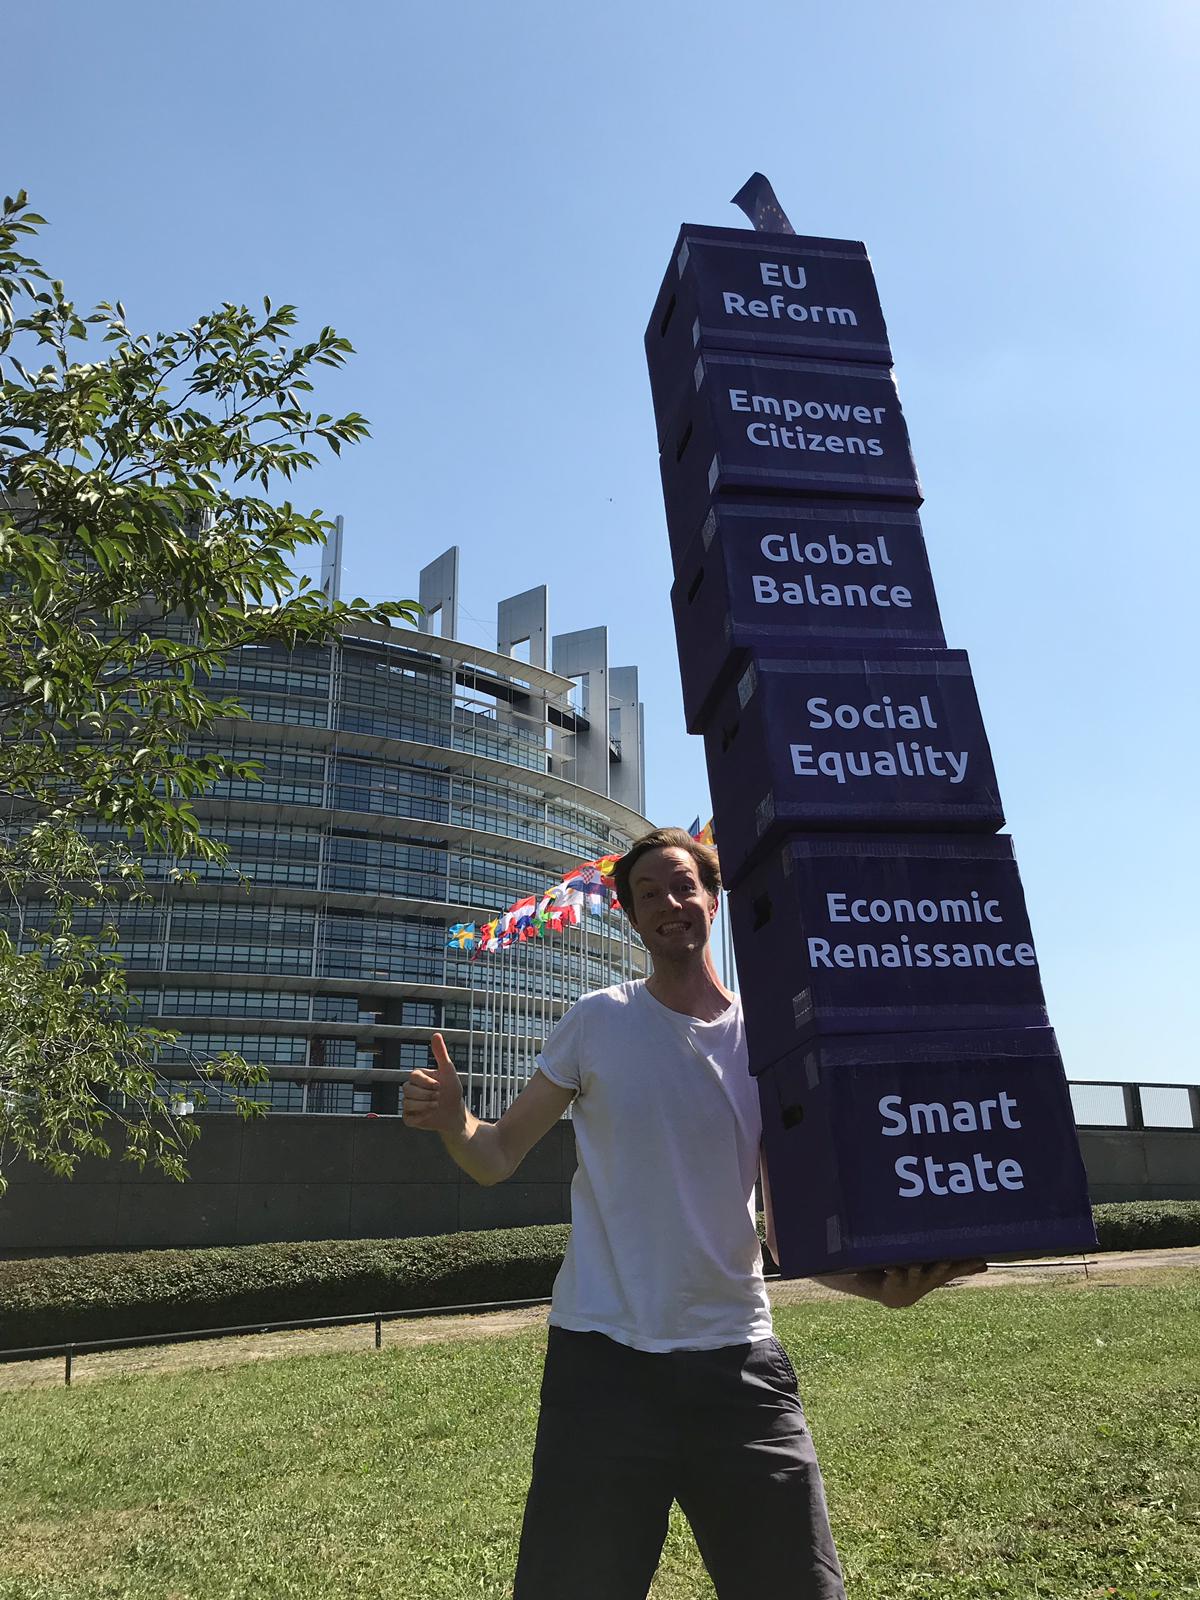 EU
Reform
Empower
Citizens
Global
Balance
Social
Equality
Economic
Renaissance
Smart
State